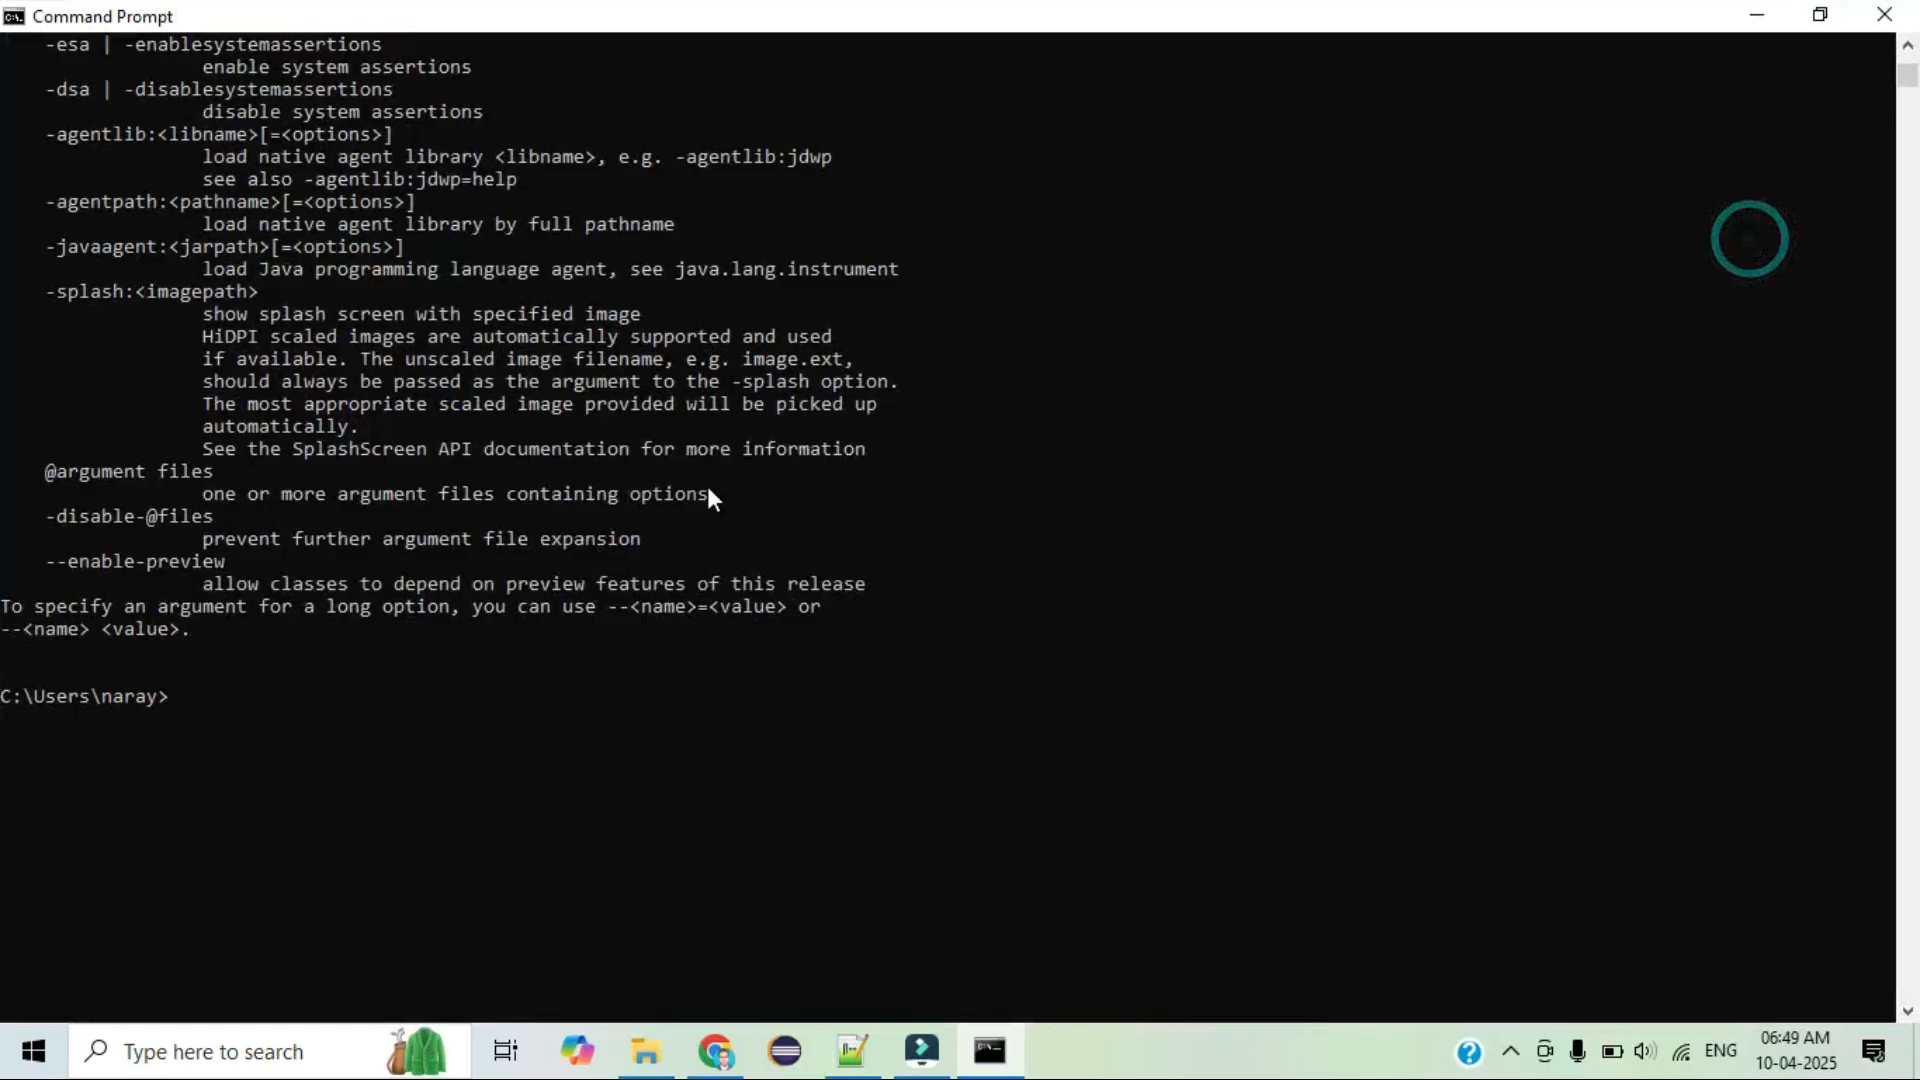 Command Prompt
-esa | -enablesystemassertions
enable system assertions
-dsa | -disablesystemassertions
disable system assertions
-agentlib:<libname>[=<options>]
load native agent library <libname>, e.g. -agentlib:jdwp
see also -agentlib:jdwp=help
-agentpath:<pathname>[=<options>]
load native agent library by full pathname
-javaagent:<jarpath>[=<options>]
load Java programming language agent, see java.lang.instrument
-splash:<imagepath>
show splash screen with specified image
HiDPI scaled images are automatically supported and used
if available. The unscaled image filename, e.g. image.ext,
should always be passed as the argument to the -splash option.
The most appropriate scaled image provided will be picked up
automatically.
See the SplashScreen API documentation for more information
@argument files
one or more argument files containing options
-disable-@files
prevent further argument file expansion
--enable-preview
allow classes to depend on preview features of this release
To specify an argument for a long option, you can use --<name>=<value> or
--<name> <value>.
C:\Users\naray>
Type here to search
ENG
06:49 AM
10-04-2025